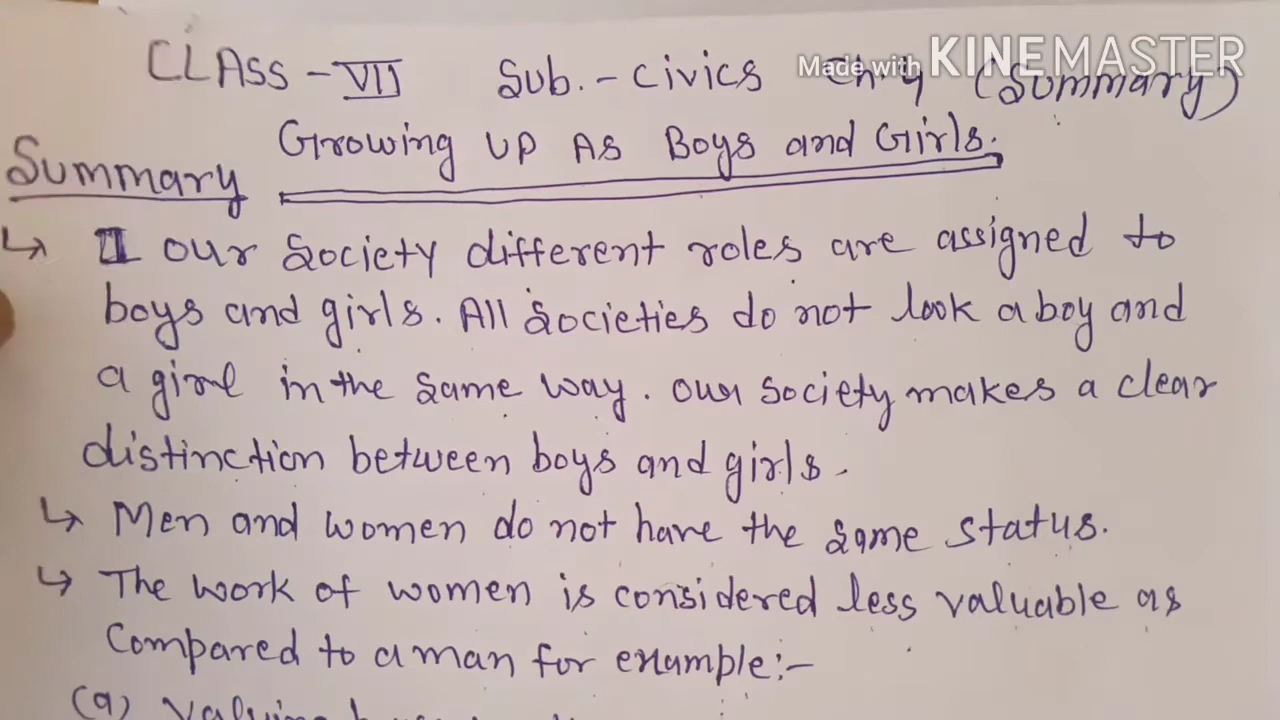 CLASS - VII Sub. - Civics Ch-4 (Summary)
Made with KINEMASTER
Growing UP As Boys and Girls.
Summary
↳ I our Society different roles are assigned to
boys and girls. All Societies do not look a boy and
a girl in the same way. our society makes a clear
distinction between boys and girls.
↳ Men and women do not have the same status.
↳ The work of women is considered less valuable as
Compared to a man for example:-
(a) Valuing